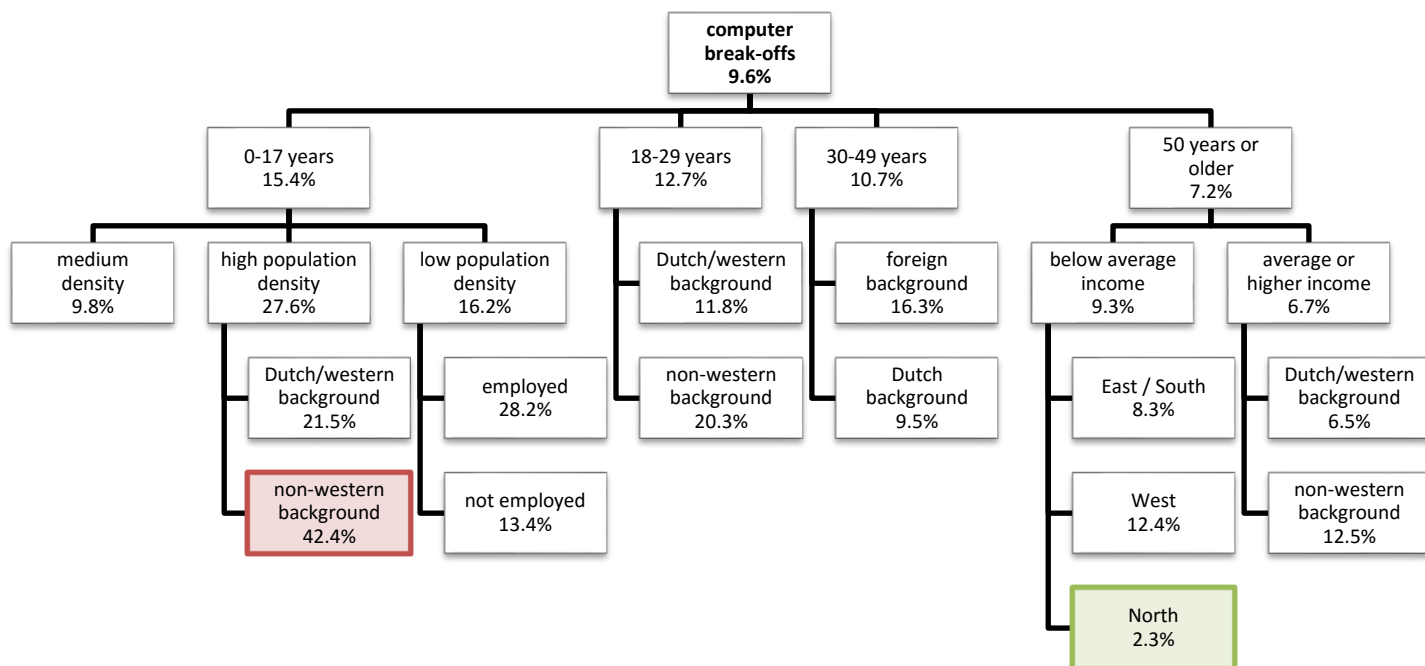 computer
break-offs
9.6%
0-17 years
15.4%
18-29 years
12.7%
30-49 years
10.7%
50 years or
older
7.2%
medium
density
9.8%
high population
density
27.6%
low population
density
16.2%
Dutch/western
background
11.8%
foreign
background
16.3%
below average
income
9.3%
average or
higher income
6.7%
Dutch/western
background
21.5%
employed
28.2%
non-western
background
20.3%
Dutch
background
9.5%
East / South
8.3%
Dutch/western
background
6.5%
non-western
background
42.4%
not employed
13.4%
West
12.4%
non-western
background
12.5%
North
2.3%